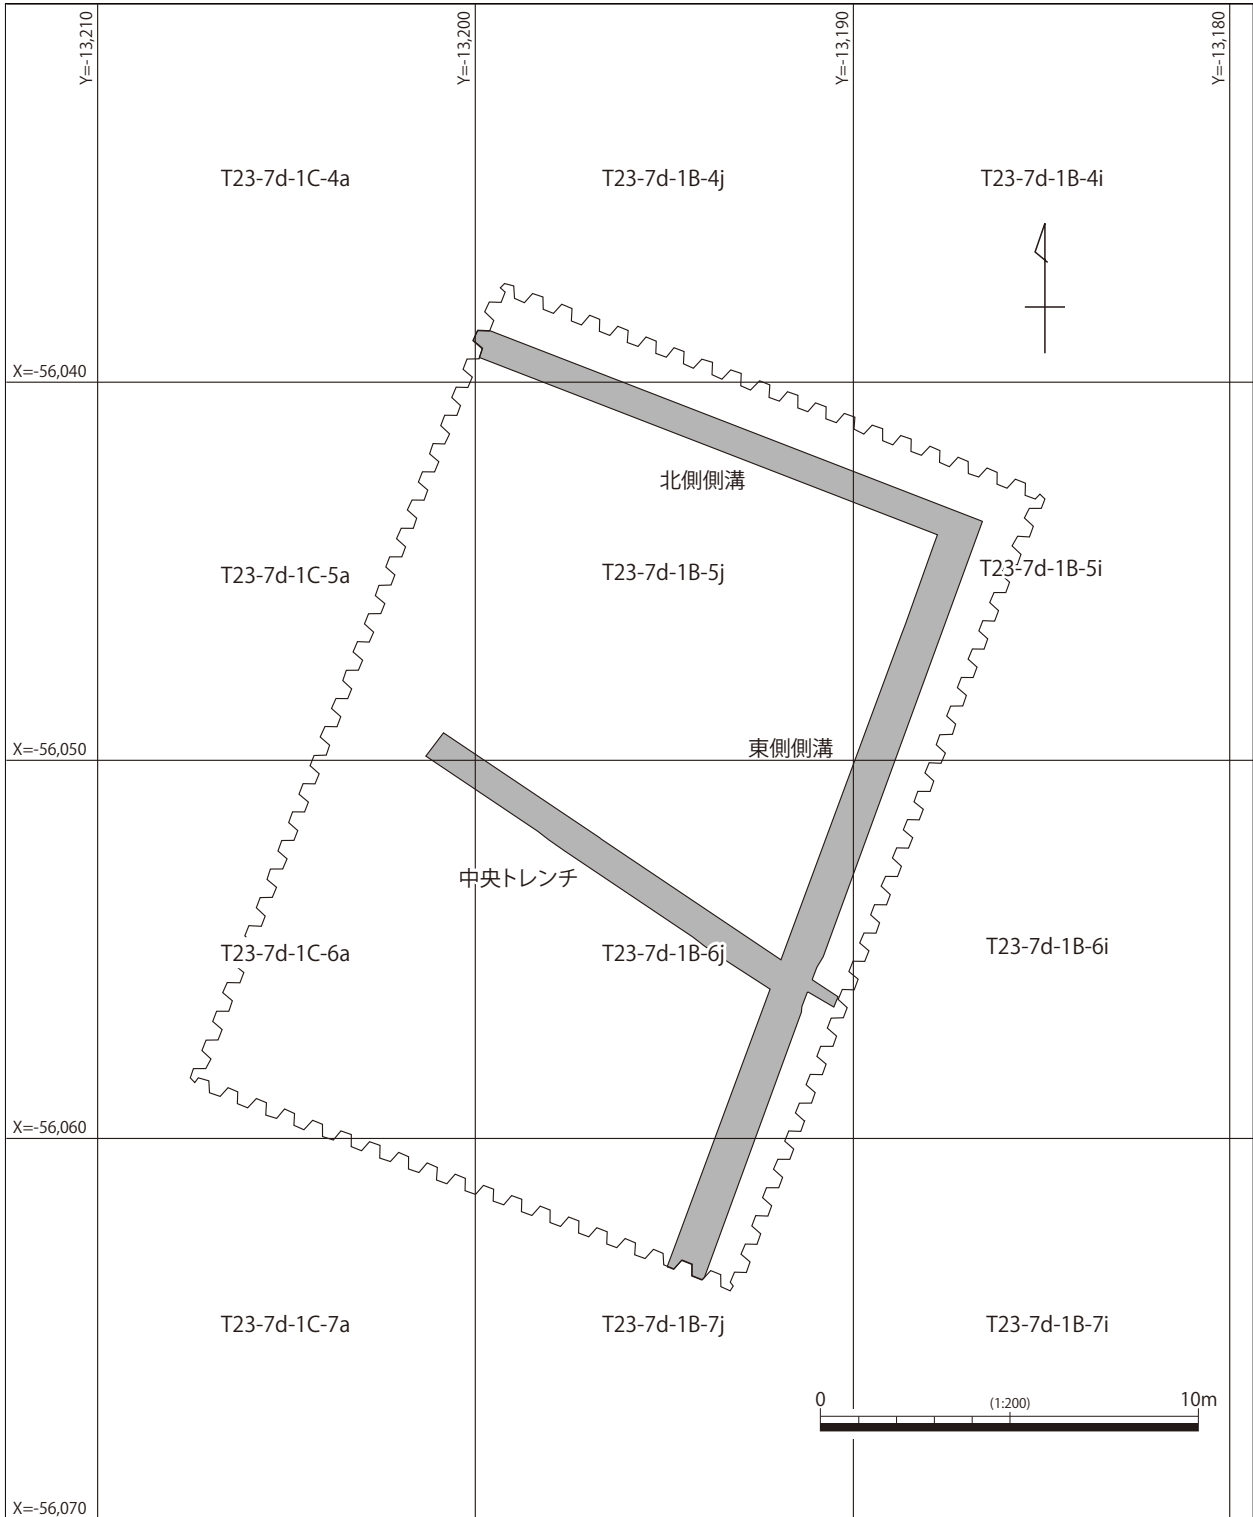 Y=-13,210
Y=-13,200
Y=-13,190
Y=-13,180
T23-7d-1C-4a
T23-7d-1B-4j
T23-7d-1B-4i
X=-56,040
北側側溝
T23-7d-1C-5a
T23-7d-1B-5j
T23-7d-1B-5i
X=-56,050
東側側溝
中央トレンチ
T23-7d-1C-6a
T23-7d-1B-6j
T23-7d-1B-6i
X=-56,060
T23-7d-1C-7a
T23-7d-1B-7j
T23-7d-1B-7i
0
(1:200)
10m
X=-56,070